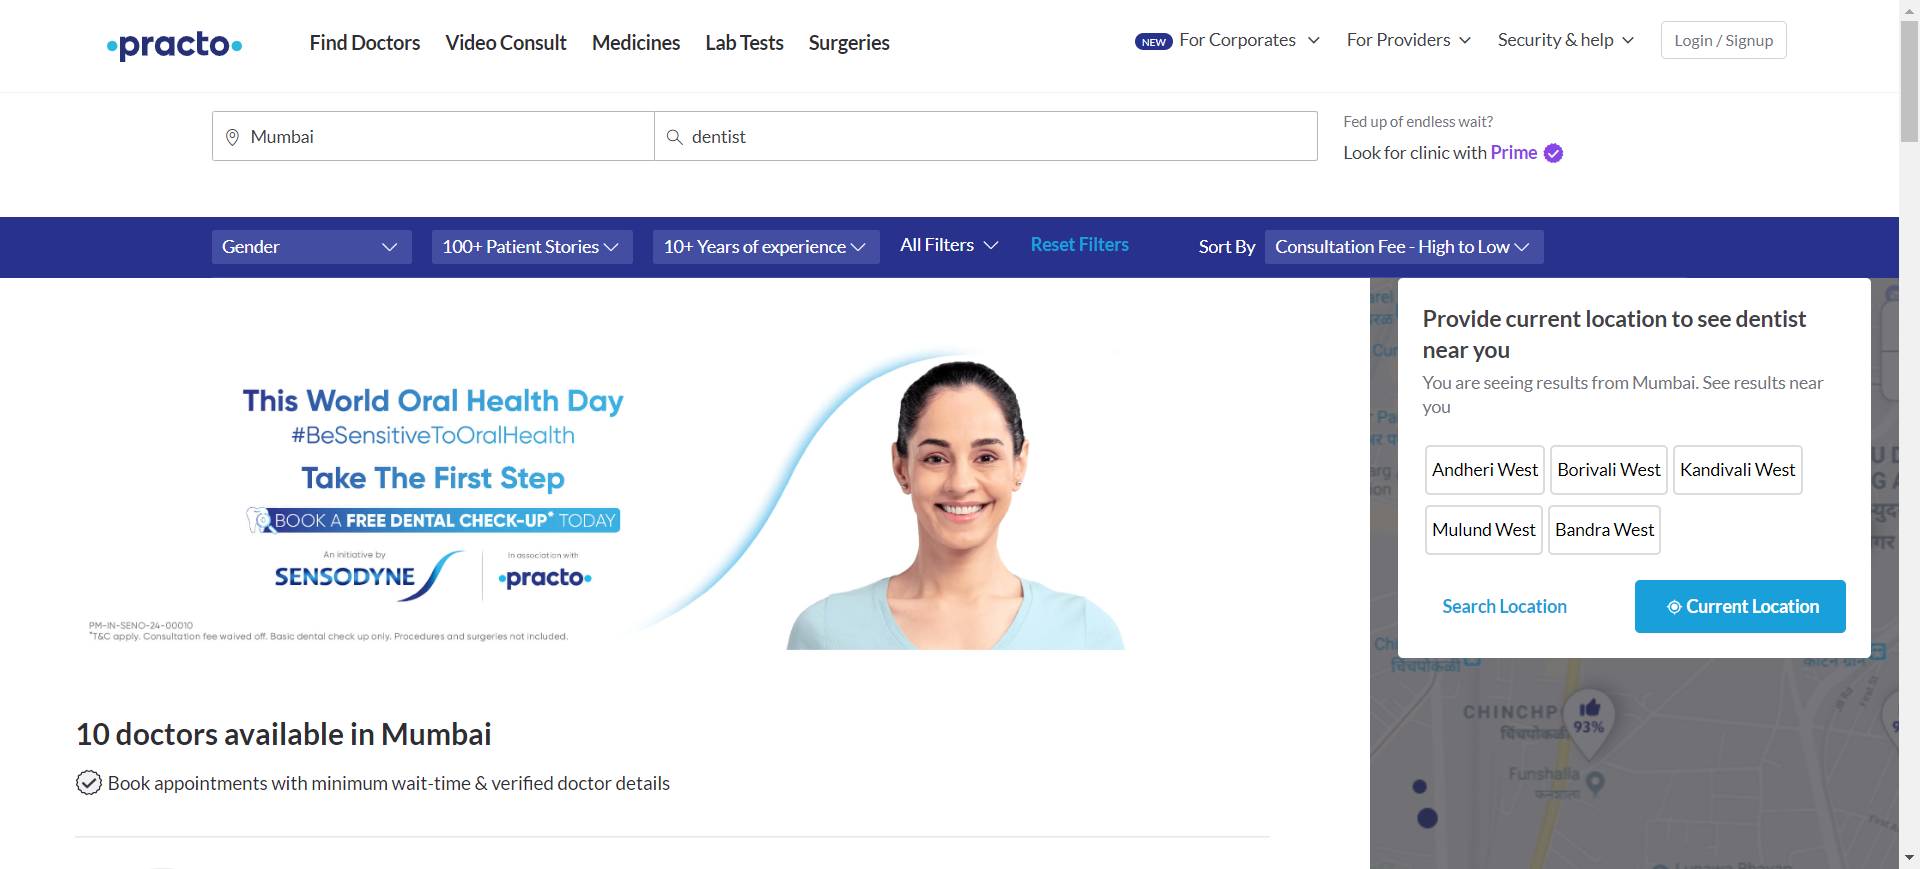 practo
Find Doctors
Video Consult
Medicines
Lab Tests
Surgeries
NEW For Corporates
For Providers
Security & help
Login / Signup
Mumbai
dentist
Fed up of endless wait?
Look for clinic with Prime
Gender
100+ Patient Stories
10+ Years of experience
All Filters
Reset Filters
Sort By
Consultation Fee - High to Low
This World Oral Health Day
#BeSensitiveToOralHealth
Take The First Step
BOOK A FREE DENTAL CHECK-UP* TODAY
An initiative by
SENSODYNE
In association with
practo
PM-IN-SENO-24-00010
*T&C apply. Consultation fee waived off. Basic dental check up only. Procedures and surgeries not included.
10 doctors available in Mumbai
Book appointments with minimum wait-time & verified doctor details
Provide current location to see dentist
near you
You are seeing results from Mumbai. See results near
you
Andheri West
Borivali West
Kandivali West
Mulund West
Bandra West
Search Location
Current Location
CHINCHP
93%
Funshalla
फनशाला